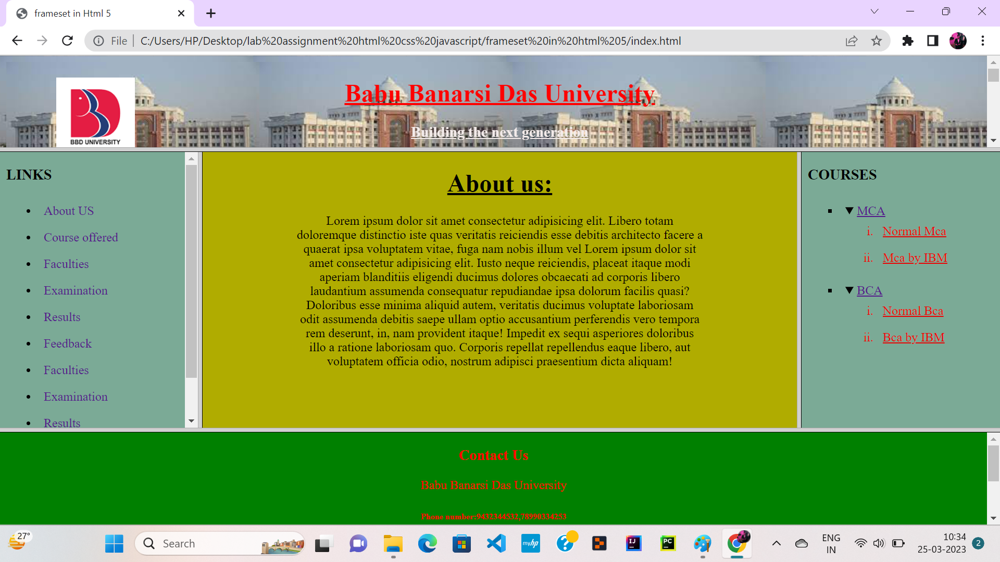 frameset in Html 5
File
C:/Users/HP/Desktop/lab%20assignment%20html%20css%20javascript/frameset%20in%20html%205/index.html
BBD UNIVERSITY
Babu Banarsi Das University
Building the next generation
LINKS
• About US
• Course offered
• Faculties
• Examination
• Results
• Feedback
• Faculties
• Examination
• Results
About us:
Lorem ipsum dolor sit amet consectetur adipisicing elit. Libero totam
doloremque distinctio iste quas veritatis reiciendis esse debitis architecto facere a
quaerat ipsa voluptatem vitae, fuga nam nobis illum vel Lorem ipsum dolor sit
amet consectetur adipisicing elit. Iusto neque reiciendis, placeat itaque modi
aperiam blanditiis eligendi ducimus dolores obcaecati ad corporis libero
laudantium assumenda consequatur repudiandae ipsa dolorum facilis quasi?
Doloribus esse minima aliquid autem, veritatis ducimus voluptate laboriosam
odit assumenda debitis saepe ullam optio accusantium perferendis vero tempora
rem deserunt, in, nam provident itaque! Impedit ex sequi asperiores doloribus
illo a ratione laboriosam quo. Corporis repellat repellendus eaque libero, aut
voluptatem officia odio, nostrum adipisci praesentium dicta aliquam!
COURSES
▪ ▼ MCA
i. Normal Mca
ii. Mca by IBM
▪ ▼ BCA
i. Normal Bca
ii. Bca by IBM
Contact Us
Babu Banarsi Das University
Phone number:9432344532,78990334253
27°
Search
myhp
IJ
PC
ENG
IN
10:34
25-03-2023
2